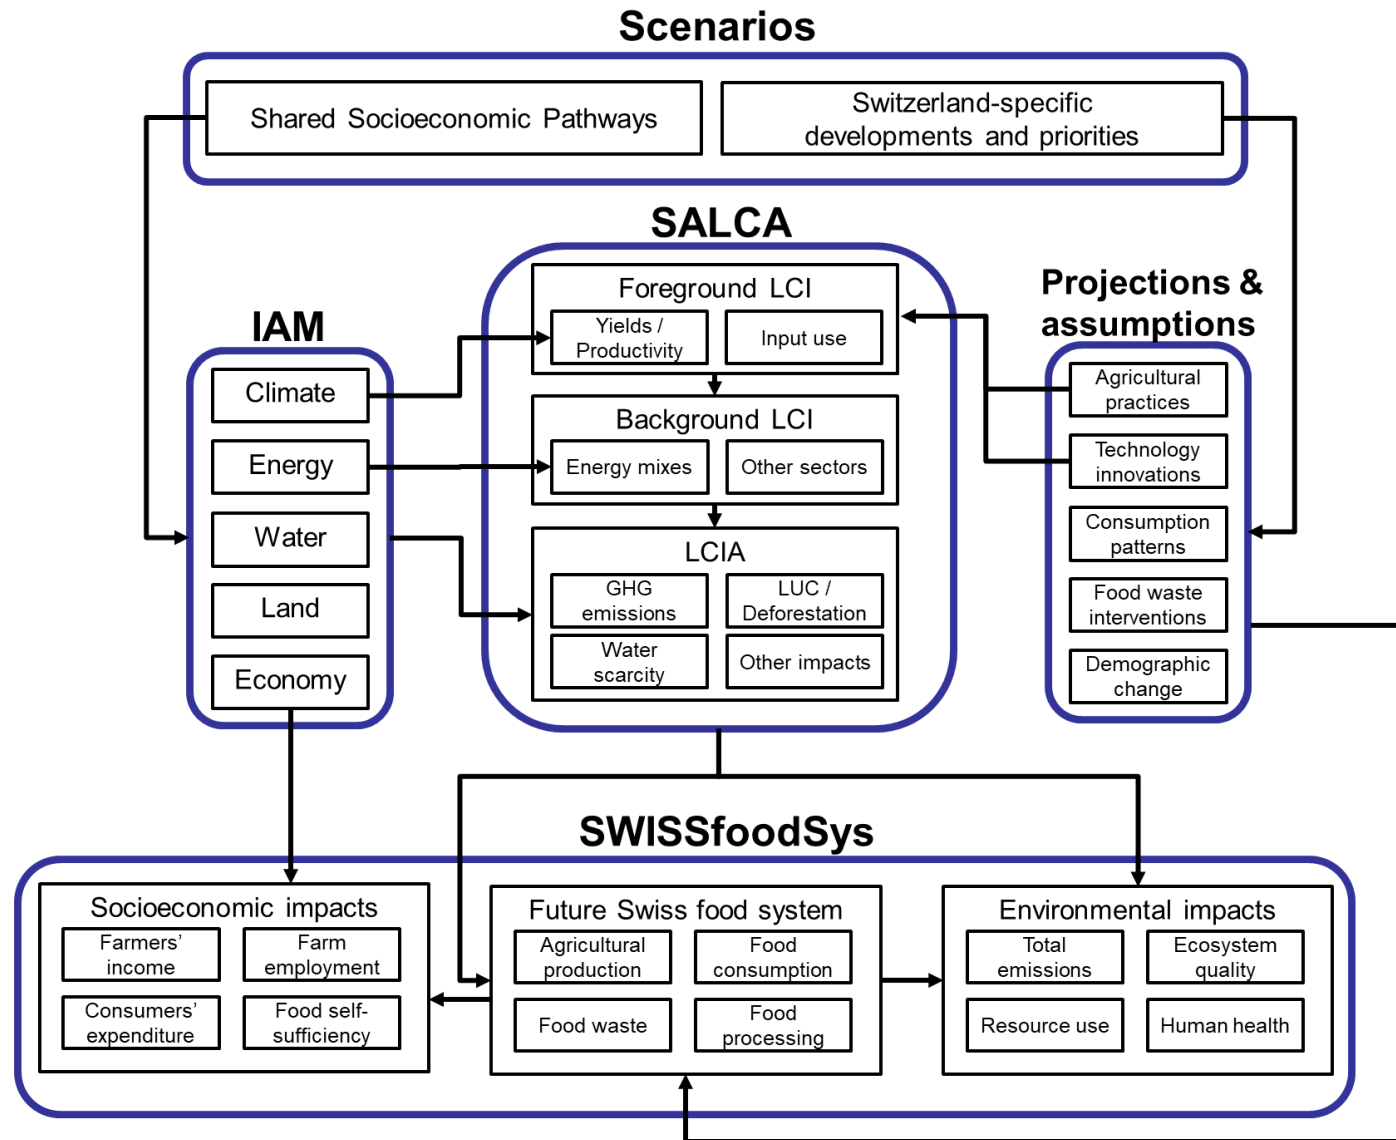 Scenarios
Shared Socioeconomic Pathways
Switzerland-specific
developments and priorities
SALCA
Foreground LCI
Yields /
Productivity
Input use
Background LCI
Energy mixes
Other sectors
LCIA
GHG
emissions
LUC /
Deforestation
Water
scarcity
Other impacts
IAM
Climate
Energy
Water
Land
Economy
Projections &
assumptions
Agricultural
practices
Technology
innovations
Consumption
patterns
Food waste
interventions
Demographic
change
SWISSfoodSys
Socioeconomic impacts
Farmers’
income
Farm
employment
Consumers’
expenditure
Food self-
sufficiency
Future Swiss food system
Agricultural
production
Food
consumption
Food waste
Food
processing
Environmental impacts
Total
emissions
Ecosystem
quality
Resource use
Human health